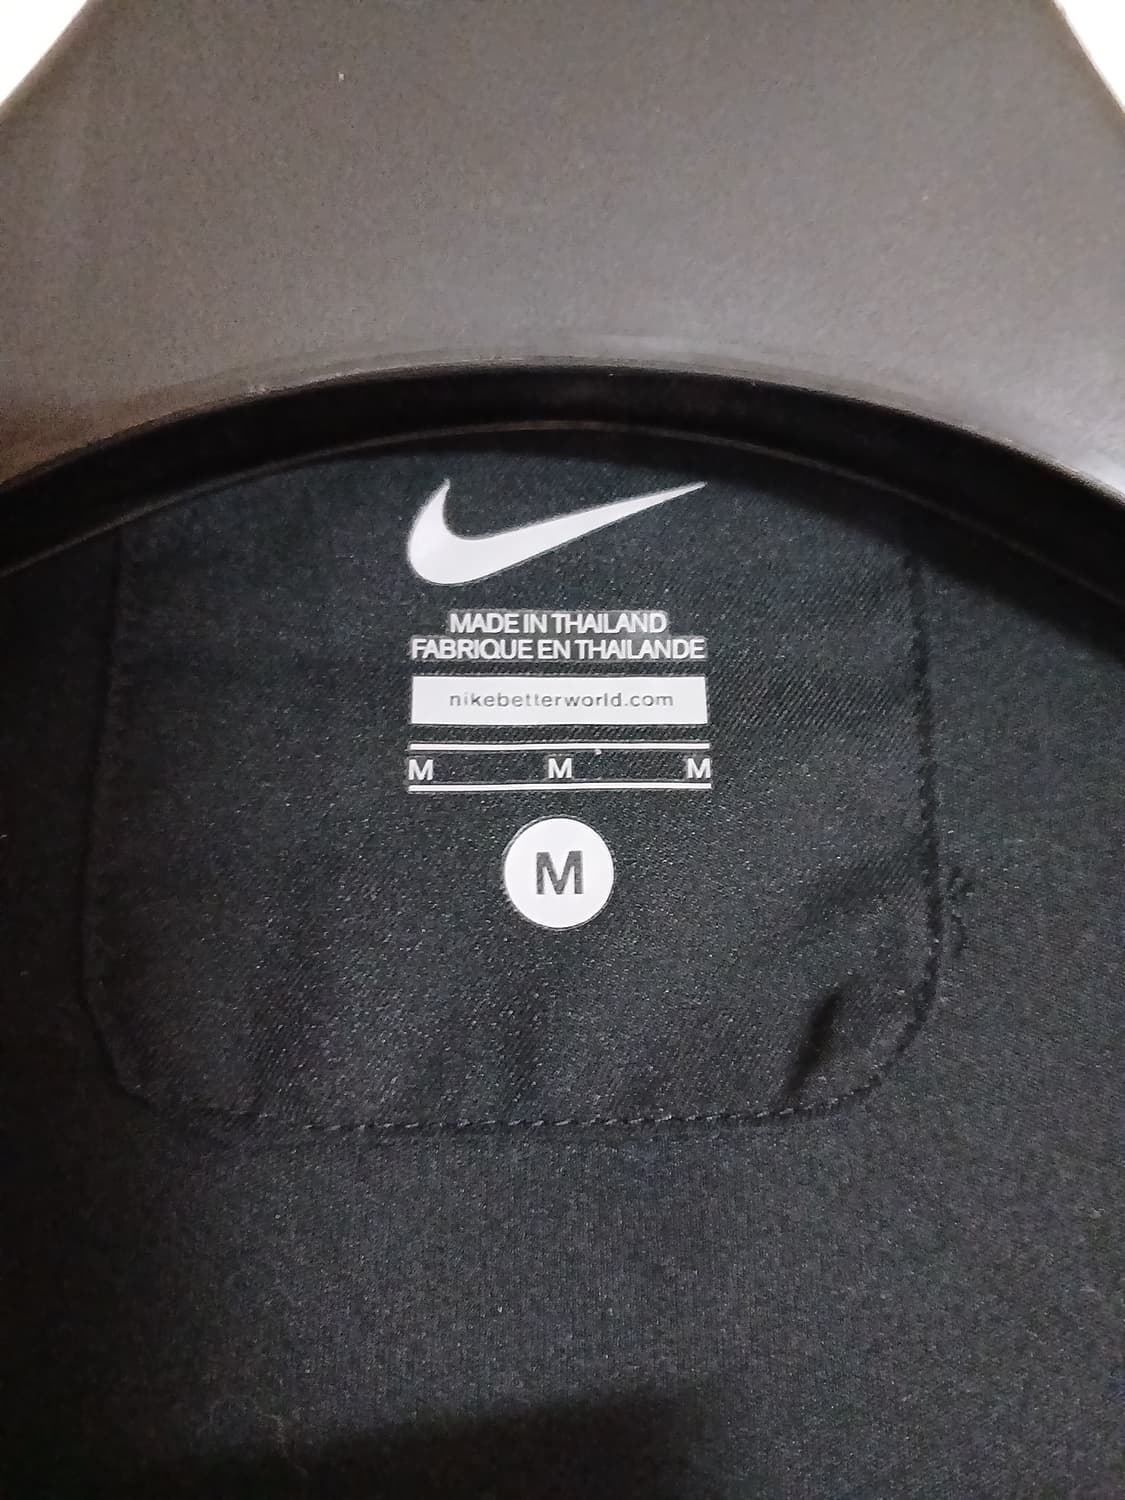 MADE IN THAILAND
FABRIQUE EN THAILANDE
nikebetterworld.com
M M M
M